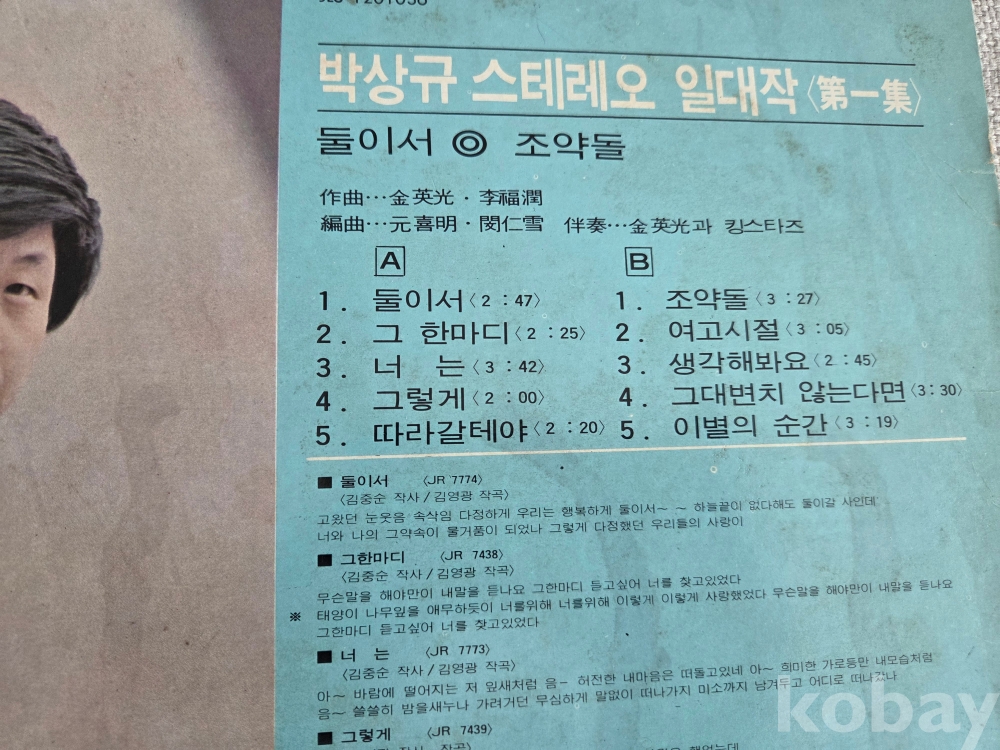 박상규 스테레오 일대작〈第一集〉
둘이서 ◎ 조약돌
作曲…金英光・李福潤
編曲…元喜明・閔仁雪 伴奏…金英光과 킹스타즈
A B
1. 둘이서〈2 : 47〉 1. 조약돌〈3 : 27〉
2. 그 한마디〈2 : 25〉 2. 여고시절〈3 : 05〉
3. 너 는〈3 : 42〉 3. 생각해봐요〈2 : 45〉
4. 그렇게〈2 : 00〉 4. 그대변치 않는다면〈3 : 30〉
5. 따라갈테야〈2 : 20〉 5. 이별의 순간〈3 : 19〉
■ 둘이서 〈JR 7774〉
〈김중순 작사/김영광 작곡〉
고왔던 눈웃음 속삭임 다정하게 우리는 행복하게 둘이서~ ~ 하늘끝이 없다해도 둘이갈 사인데
너와 나의 그약속이 물거품이 되었나 그렇게 다정했던 우리들의 사랑이
■ 그한마디 〈JR 7438〉
〈김중순 작사/김영광 작곡〉
무슨말을 해야만이 내말을 듣나요 그한마디 듣고싶어 너를 찾고있었다
※ 태양이 나무잎을 애무하듯이 너를위해 너를위해 이렇게 이렇게 사랑했었다 무슨말을 해야만이 내말을 듣나요
그한마디 듣고싶어 너를 찾고있었다
■ 너 는 〈JR 7773〉
〈김중순 작사/김영광 작곡〉
아~ 바람에 떨어지는 저 잎새처럼 음- 허전한 내마음은 떠돌고있네 아~ 희미한 가로등만 내모습처럼
음~ 쓸쓸히 밤을새누나 가려거던 무심하게 말없이 떠나가지 미소까지 남겨두고 어디로 떠나갔나
■ 그렇게 〈JR 7439〉
kobay